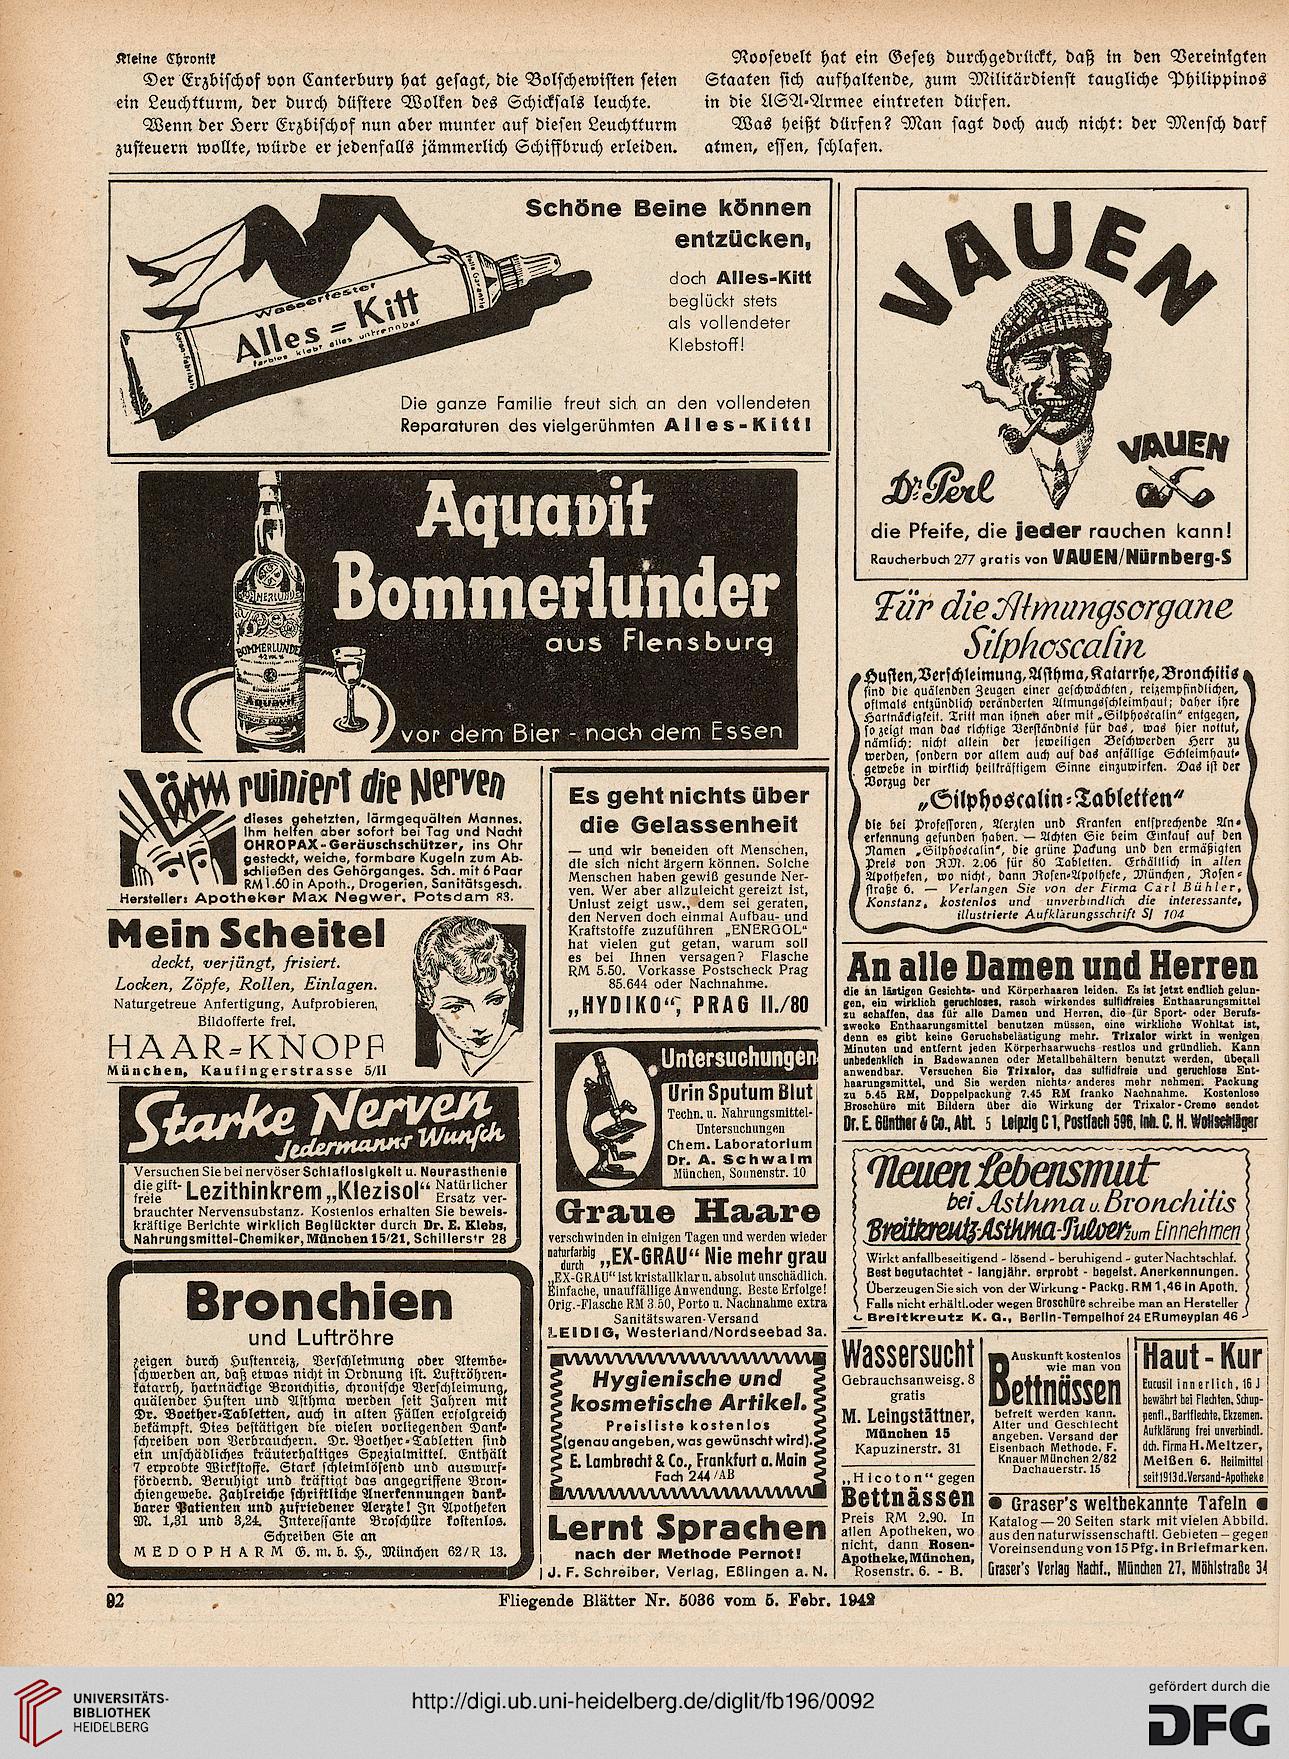 Kleine Chronik
Der Erzbischof von Canterbury hat gesagt, die Bolschewisten seien
ein Leuchtturm, der durch düstere Wolken des Schicksals leuchte.
Wenn der Herr Erzbischof nun aber munter auf diesen Leuchtturm
zusteuern wollte, würde er jedenfalls jämmerlich Schiffbruch erleiden.
Roosevelt hat ein Gesetz durchgedrückt, daß in den Vereinigten
Staaten sich aufhaltende, zum Militärdienst taugliche Philippinos
in die USA-Armee eintreten dürfen.
Was heißt dürfen? Man sagt doch auch nicht: der Mensch darf
atmen, essen, schlafen.
Schöne Beine können
entzücken,
doch Alles-Kitt
beglückt stets
als vollendeter
Klebstoff!
Wasserfester
Alles-Kitt
farblos klebt alles untrennbar
Die ganze Familie freut sich an den vollendeten
Reparaturen des vielgerühmten Alles-Kitt!
VAUEN
VAUEN
Dr. Perl
die Pfeife, die jeder rauchen kann!
Raucherbuch 277 gratis von VAUEN/Nürnberg-S
Aquavit
Bommerlunder
aus Flensburg
BOMMERLUNDER
Aquavit
vor dem Bier - nach dem Essen
Für die Atmungsorgane
Silphoscalin
Husten, Verschleimung, Asthma, Katarrhe, Bronchitis
sind die quälenden Zeugen einer geschwächten, reizempfindlichen,
oftmals entzündlich veränderten Atmungsschleimhaut; daher ihre
Hartnäckigkeit. Tritt man ihnen aber mit „Silphoscalin“ entgegen,
so zeigt man das richtige Verständnis für das, was hier nottut,
nämlich: nicht allein der jeweiligen Beschwerden Herr zu
werden, sondern vor allem auch auf das anfällige Schleimhaut-
gewebe in wirklich heilkräftigem Sinne einzuwirken. Das ist der
Vorzug der
„Silphoscalin-Tabletten“
die bei Professoren, Aerzten und Kranken entsprechende An-
erkennung gefunden haben. — Achten Sie beim Einkauf auf den
Namen „Silphoscalin“, die grüne Packung und den ermäßigten
Preis von RM. 2.06 für 80 Tabletten. Erhältlich in allen
Apotheken, wo nicht, dann Rosen-Apotheke, München, Rosen-
straße 6. — Verlangen Sie von der Firma Carl Bühler,
Konstanz, kostenlos und unverbindlich die interessante,
illustrierte Aufklärungsschrift S/ 104
Lärm ruiniert die Nerven
dieses gehetzten, lärmgequälten Mannes.
Ihm helfen aber sofort bei Tag und Nacht
OHROPAX-Geräuschschützer, ins Ohr
gesteckt, weiche, formbare Kugeln zum Ab-
schließen des Gehörganges. Sch. mit 6 Paar
RM 1.60 in Apoth., Drogerien, Sanitätsgesch.
Hersteller: Apotheker Max Negwer, Potsdam 83.
Es geht nichts über
die Gelassenheit
— und wir beneiden oft Menschen,
die sich nicht ärgern können. Solche
Menschen haben gewiß gesunde Ner-
ven. Wer aber allzuleicht gereizt ist,
Unlust zeigt usw., dem sei geraten,
den Nerven doch einmal Aufbau- und
Kraftstoffe zuzuführen „ENERGOL“
hat vielen gut getan, warum soll
es bei Ihnen versagen? Flasche
RM 5.50. Vorkasse Postscheck Prag
85.644 oder Nachnahme.
„HYDIKO“, PRAG II./80
Mein Scheitel
deckt, verjüngt, frisiert.
Locken, Zöpfe, Rollen, Einlagen.
Naturgetreue Anfertigung, Aufprobieren,
Bildofferte frei.
HAAR-KNOPF
München, Kaufingerstrasse 5/II
An alle Damen und Herren
die an lästigen Gesichts- und Körperhaaren leiden. Es ist jetzt endlich gelun-
gen, ein wirklich geruchloses, rasch wirkendes sulfidfreies Enthaarungsmittel
zu schaffen, das für alle Damen und Herren, die für Sport- oder Berufs-
zwecke Enthaarungsmittel benutzen müssen, eine wirkliche Wohltat ist,
denn es gibt keine Geruchsbelästigung mehr. Trixalor wirkt in wenigen
Minuten und entfernt jeden Körperhaarwuchs restlos und gründlich. Kann
unbedenklich in Badewannen oder Metallbehältern benutzt werden, überall
anwendbar. Versuchen Sie Trixalor, das sulfidfreie und geruchlose Ent-
haarungsmittel, und Sie werden nichts anderes mehr nehmen. Packung
zu 5.45 RM, Doppelpackung 7.45 RM franko Nachnahme. Kostenlose
Broschüre mit Bildern über die Wirkung der Trixalor-Creme sendet
Dr. E. Günther & Co., Abt. 5 Leipzig C 1, Postfach 596, Inh. C. H. Wollschläger
Untersuchungen
Urin Sputum Blut
Techn. u. Nahrungsmittel-
Untersuchungen
Chem. Laboratorium
Dr. A. Schwalm
München, Sonnenstr. 10
Starke Nerven
Jedermanns Wunsch
Versuchen Sie bei nervöser Schlaflosigkeit u. Neurasthenie
die gift-freie Lezithinkrem „Klezisol“ Natürlicher Ersatz ver-
brauchter Nervensubstanz. Kostenlos erhalten Sie beweis-
kräftige Berichte wirklich Beglückter durch Dr. E. Klebs,
Nahrungsmittel-Chemiker, München 15/21, Schillerstr 28
Graue Haare
verschwinden in einigen Tagen und werden wieder
naturfarbig durch „EX-GRAU“ Nie mehr grau
„EX-GRAU“ ist kristallklar u. absolut unschädlich.
Einfache, unauffällige Anwendung. Beste Erfolge!
Orig.-Flasche RM 3.50, Porto u. Nachnahme extra
Sanitätswaren-Versand
LEIDIG, Westerland/Nordseebad 3a.
Neuen Lebensmut
bei Asthma u. Bronchitis
Breitkreutz-Asthma-Pulver zum Einnehmen
Wirkt anfallbeseitigend - lösend - beruhigend - guter Nachtschlaf.
Best begutachtet - langjähr. erprobt - begeist. Anerkennungen.
Überzeugen Sie sich von der Wirkung - Packg. RM 1,46 in Apoth.
Falls nicht erhältl. oder wegen Broschüre schreibe man an Hersteller
Breitkreutz K. G., Berlin-Tempelhof 24 ERumeyplan 46
Bronchien
und Luftröhre
zeigen durch Hustenreiz, Verschleimung oder Atembe-
schwerden an, daß etwas nicht in Ordnung ist. Luftröhren-
katarrh, hartnäckige Bronchitis, chronische Verschleimung,
quälender Husten und Asthma werden seit Jahren mit
Dr. Boether-Tabletten, auch in alten Fällen erfolgreich
bekämpft. Dies bestätigen die vielen vorliegenden Dank-
schreiben von Verbrauchern. Dr. Boether-Tabletten sind
ein unschädliches kräuterhaltiges Spezialmittel. Enthält
7 erprobte Wirkstoffe. Stark schleimlösend und auswurf-
fördernd. Beruhigt und kräftigt das angegriffene Bron-
chiengewebe. Zahlreiche schriftliche Anerkennungen dank-
barer Patienten und zufriedener Aerzte! In Apotheken
M. 1,31 und 3,24. Interessante Broschüre kostenlos.
Schreiben Sie an
MEDOPHARM G. m. b. H., München 62/R 13.
Hygienische und
kosmetische Artikel.
Preisliste kostenlos
(genau angeben, was gewünscht wird).
E. Lambrecht & Co., Frankfurt a. Main
Fach 244/AB
Lernt Sprachen
nach der Methode Pernot!
J. F. Schreiber, Verlag, Eßlingen a. N.
Wassersucht
Gebrauchsanweisg. 8
gratis
M. Leingstättner,
München 15
Kapuzinerstr. 31
„Hicoton“ gegen
Bettnässen
Preis RM 2.90. In
allen Apotheken, wo
nicht, dann Rosen-
Apotheke, München,
Rosenstr. 6. - B.
Auskunft kostenlos
wie man von
Bettnässen
befreit werden kann.
Alter und Geschlecht
angeben. Versand der
Eisenbach Methode, F.
Knauer München 2/82
Dachauerstr. 15
Haut-Kur
Eucusil innerlich, 16 J
bewährt bei Flechten, Schup-
penfl., Bartflechte, Ekzemen.
Aufklärung frei unverbindl.
dch. Firma H. Meltzer,
Meißen 6. Heilmittel
seit 1913 d. Versand-Apotheke
● Graser's weltbekannte Tafeln ●
Katalog — 20 Seiten stark mit vielen Abbild.
aus den naturwissenschaftl. Gebieten — gegen
Voreinsendung von 15 Pfg. in Briefmarken.
Graser's Verlag Nachf., München 27, Möhlstraße 34
92
Fliegende Blätter Nr. 5036 vom 5. Febr. 1942
UNIVERSITÄTS-
BIBLIOTHEK
HEIDELBERG
http://digi.ub.uni-heidelberg.de/diglit/fb196/0092
gefördert durch die
DFG